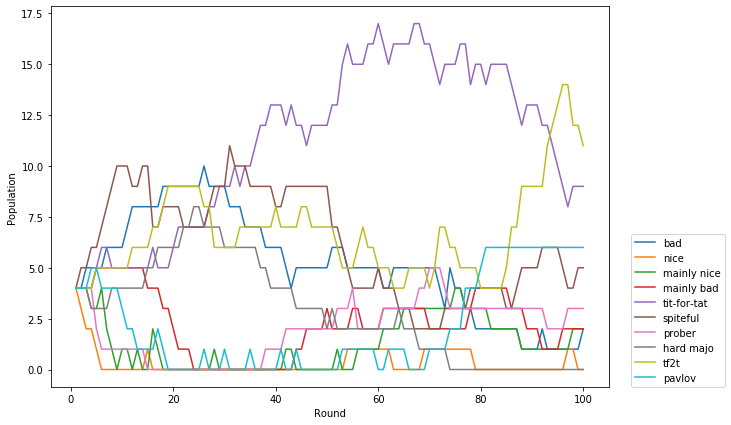 17.5
15.0
12.5
10.0
7.5
5.0
2.5
0.0
Population
0 20 40 60 80 100
Round
bad
nice
mainly nice
mainly bad
tit-for-tat
spiteful
prober
hard majo
tf2t
pavlov